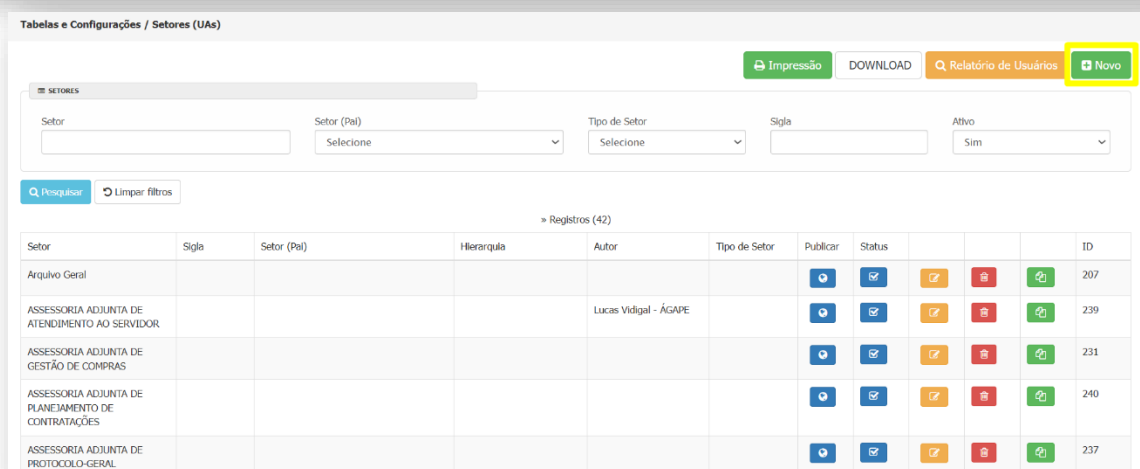 Tabelas e Configurações / Setores (UAs)
Impressão DOWNLOAD Relatório de Usuários Novo
SETORES
Setor Setor (Pai) Tipo de Setor Sigla Ativo
Selecione Selecione Sim
Pesquisar Limpar filtros
» Registros (42)
Setor Sigla Setor (Pai) Hierarquia Autor Tipo de Setor Publicar Status ID
Arquivo Geral 207
ASSESSORIA ADJUNTA DE Lucas Vidigal - ÁGAPE 239
ATENDIMENTO AO SERVIDOR
ASSESSORIA ADJUNTA DE 231
GESTÃO DE COMPRAS
ASSESSORIA ADJUNTA DE 240
PLANEJAMENTO DE
CONTRATAÇÕES
ASSESSORIA ADJUNTA DE 237
PROTOCOLO-GERAL